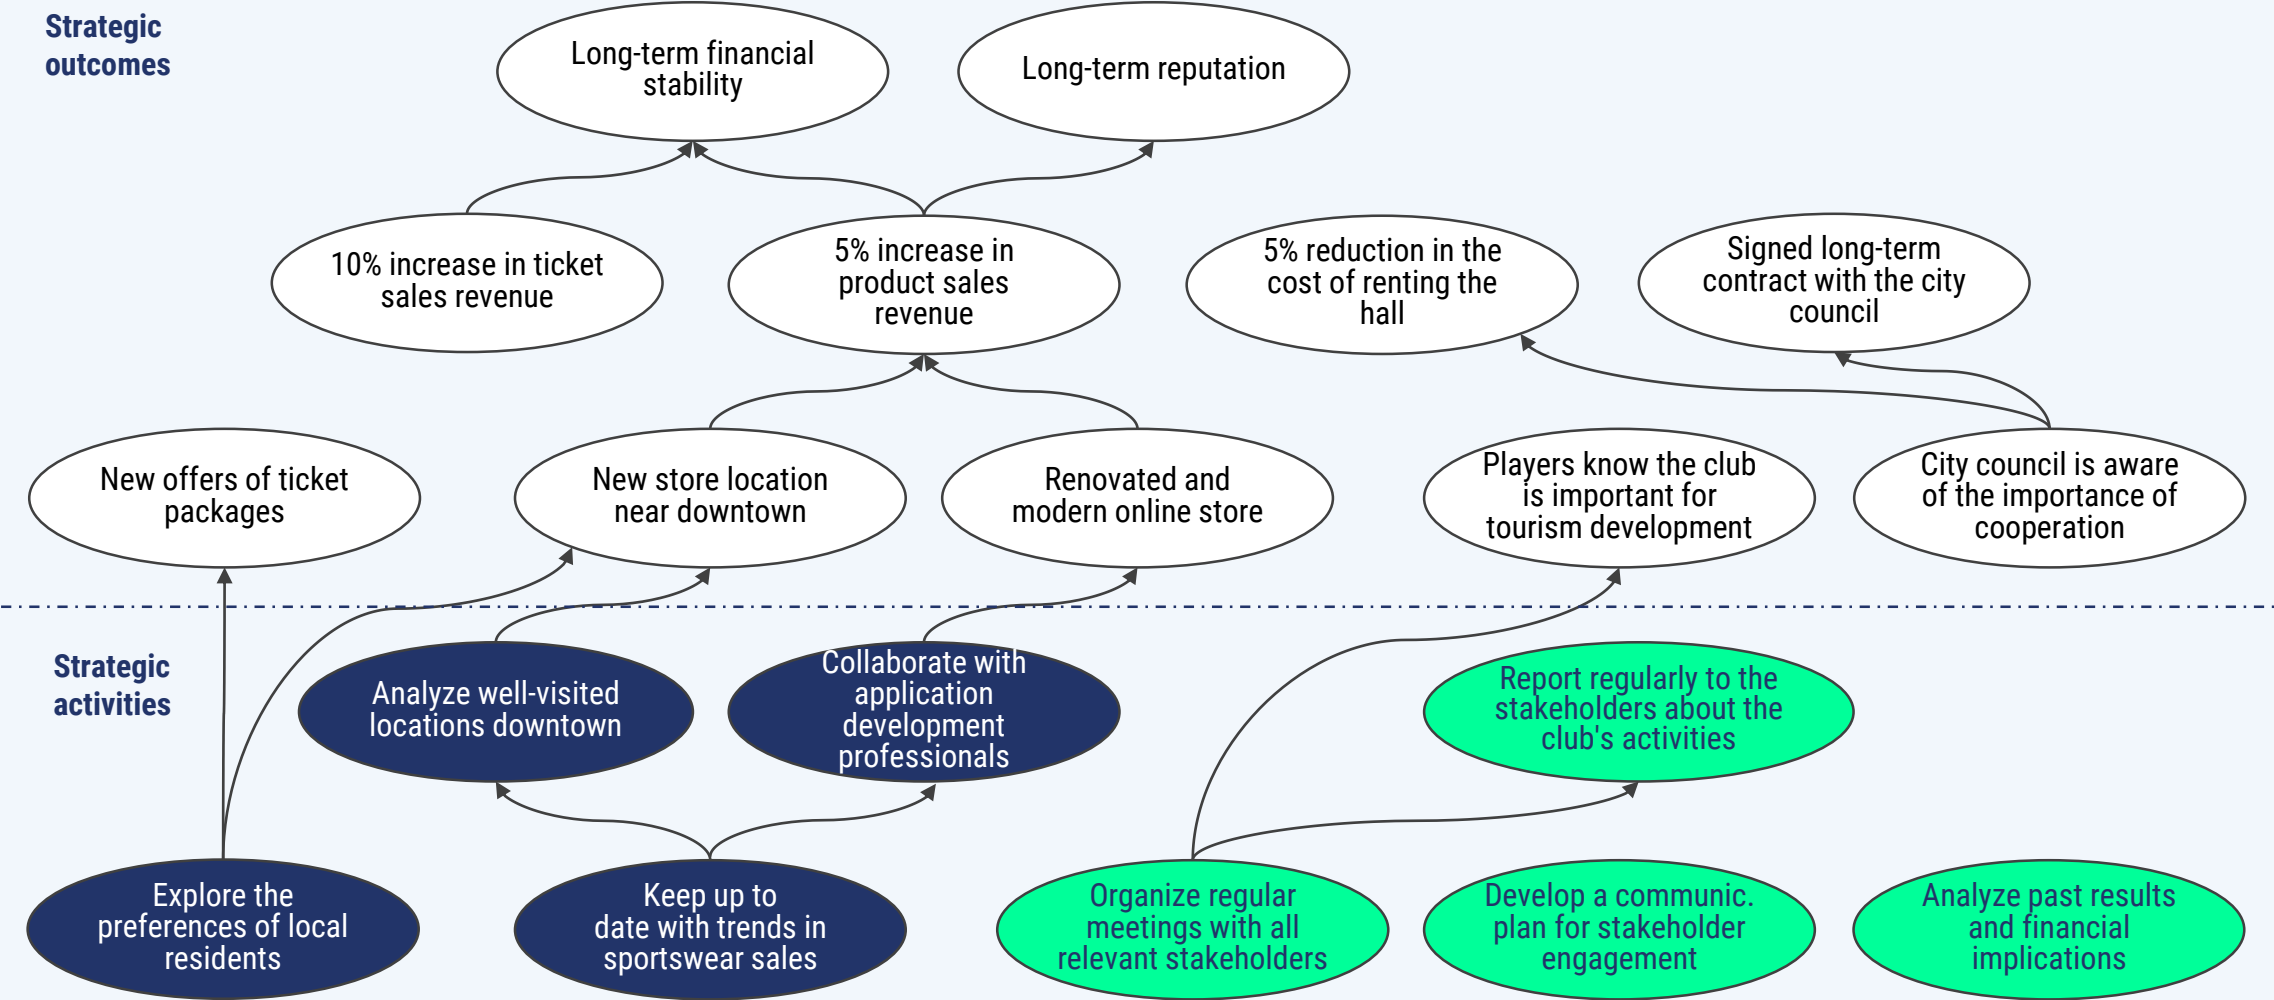 Strategic
outcomes
Long-term financial
stability
Long-term reputation
10% increase in ticket
sales revenue
5% increase in
product sales
revenue
5% reduction in the
cost of renting the
hall
Signed long-term
contract with the city
council
New offers of ticket
packages
New store location
near downtown
Renovated and
modern online store
Players know the club
is important for
tourism development
City council is aware
of the importance of
cooperation
Strategic
activities
Analyze well-visited
locations downtown
Collaborate with
application
development
professionals
Report regularly to the
stakeholders about the
club's activities
Explore the
preferences of local
residents
Keep up to
date with trends in
sportswear sales
Organize regular
meetings with all
relevant stakeholders
Develop a communic.
plan for stakeholder
engagement
Analyze past results
and financial
implications